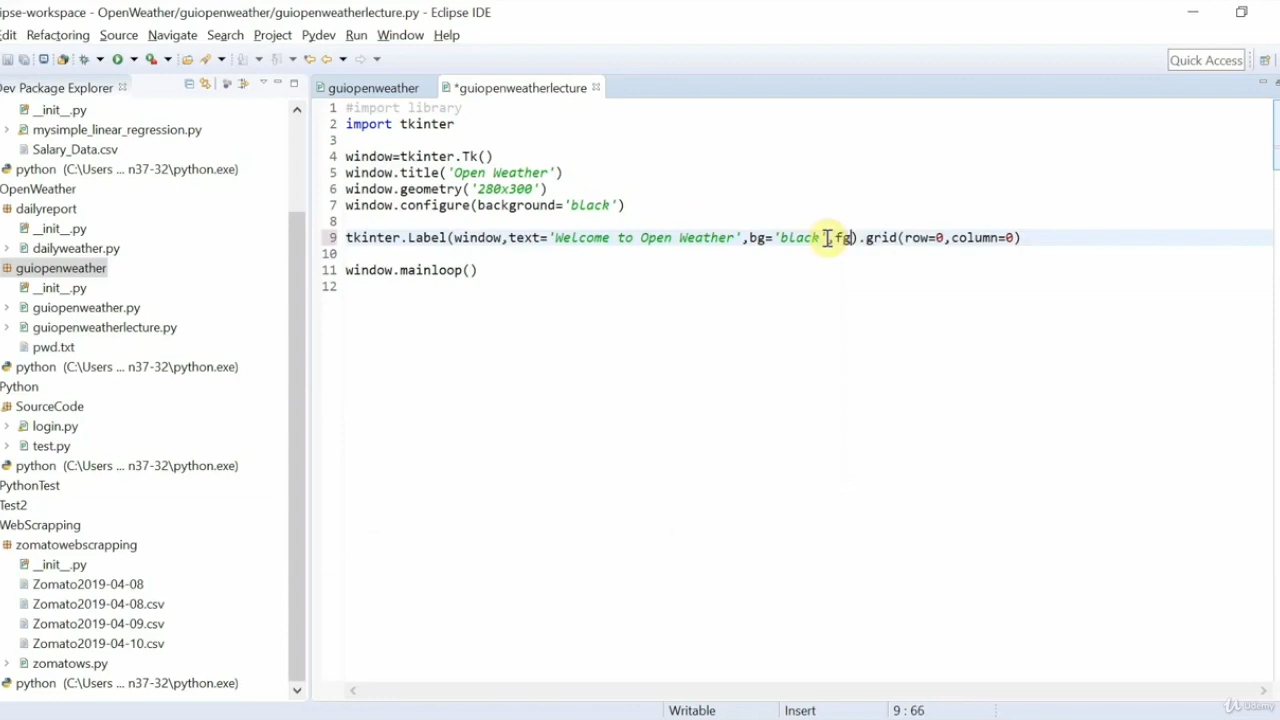 ipse-workspace - OpenWeather/guiopenweather/guiopenweatherlecture.py - Eclipse IDE
dit Refactoring Source Navigate Search Project Pydev Run Window Help
Quick Access
Dev Package Explorer
guiopenweather
*guiopenweatherlecture
__init__.py
mysimple_linear_regression.py
Salary_Data.csv
python (C:\Users ... n37-32\python.exe)
OpenWeather
dailyreport
__init__.py
dailyweather.py
guiopenweather
__init__.py
guiopenweather.py
guiopenweatherlecture.py
pwd.txt
python (C:\Users ... n37-32\python.exe)
Python
SourceCode
login.py
test.py
python (C:\Users ... n37-32\python.exe)
PythonTest
Test2
WebScrapping
zomatowebscrapping
__init__.py
Zomato2019-04-08
Zomato2019-04-08.csv
Zomato2019-04-09.csv
Zomato2019-04-10.csv
zomatows.py
python (C:\Users ... n37-32\python.exe)
1 #import library
2 import tkinter
3
4 window=tkinter.Tk()
5 window.title('Open Weather')
6 window.geometry('280x300')
7 window.configure(background='black')
8
9 tkinter.Label(window,text='Welcome to Open Weather',bg='black',fg).grid(row=0,column=0)
10
11 window.mainloop()
12
Writable Insert 9 : 66
Udemy